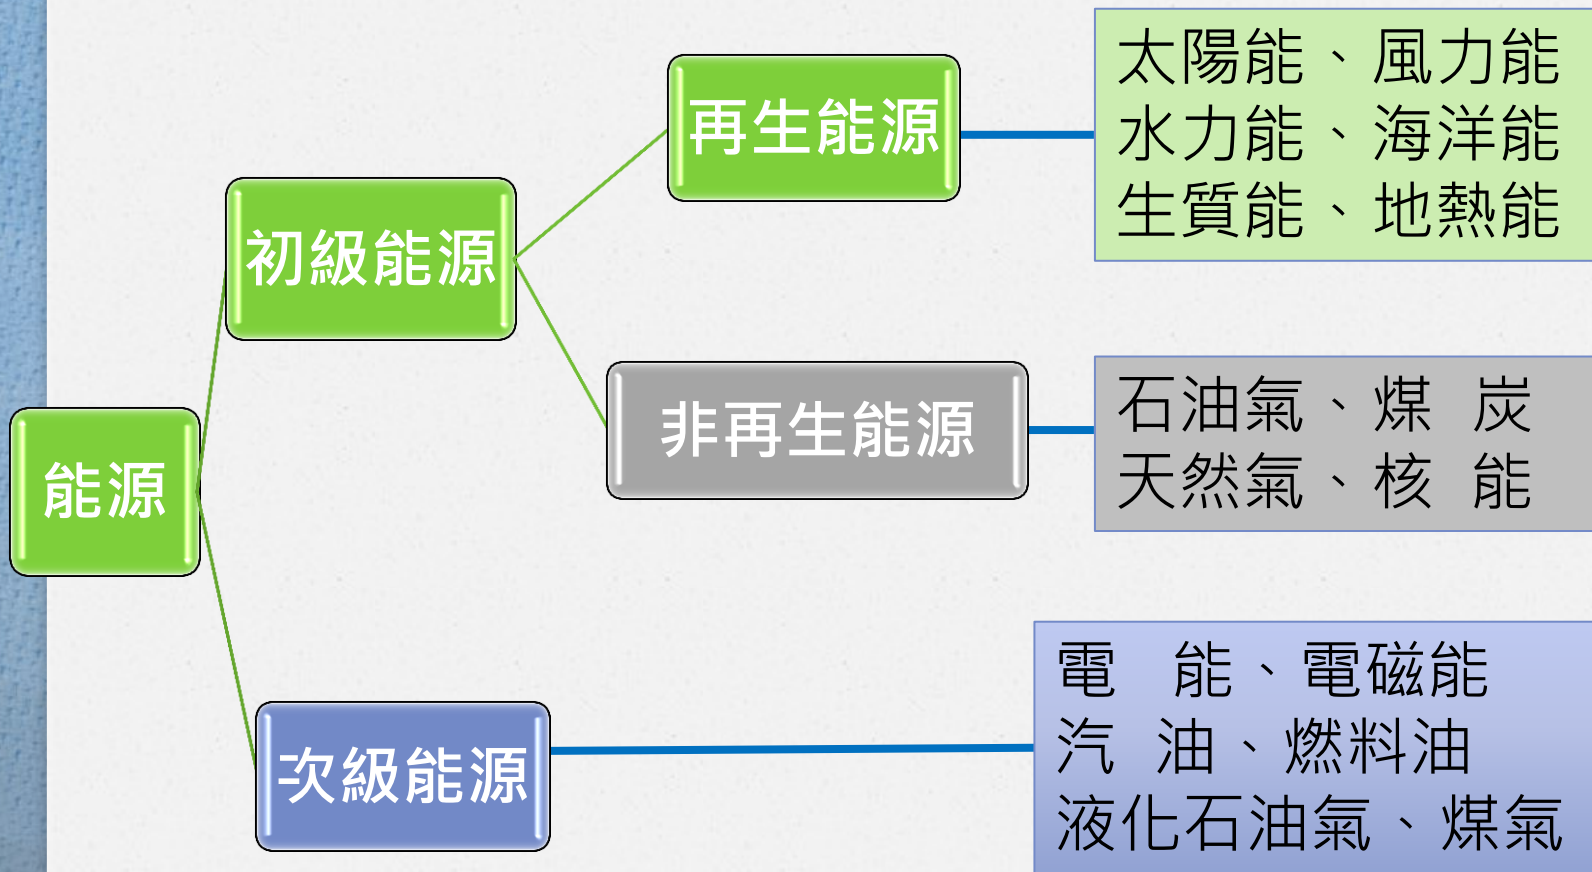 能源
初級能源
再生能源
太陽能、風力能
水力能、海洋能
生質能、地熱能
非再生能源
石油氣、煤 炭
天然氣、核 能
次級能源
電 能、電磁能
汽 油、燃料油
液化石油氣、煤氣